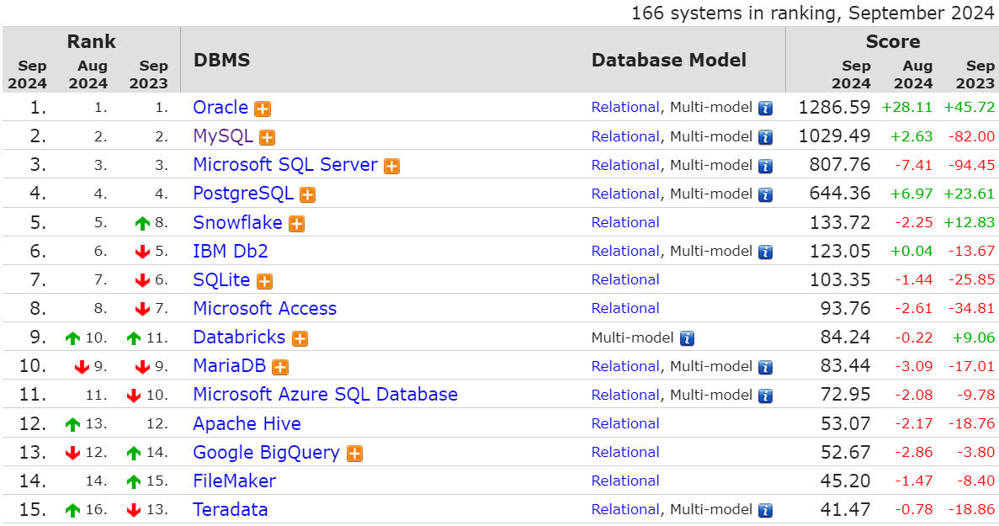 166 systems in ranking, September 2024
Rank DBMS Database Model Score
Sep 2024 Aug 2024 Sep 2023 Sep 2024 Aug 2024 Sep 2023
1. 1. 1. Oracle Relational, Multi-model 1286.59 +28.11 +45.72
2. 2. 2. MySQL Relational, Multi-model 1029.49 +2.63 -82.00
3. 3. 3. Microsoft SQL Server Relational, Multi-model 807.76 -7.41 -94.45
4. 4. 4. PostgreSQL Relational, Multi-model 644.36 +6.97 +23.61
5. 5. 8. Snowflake Relational 133.72 -2.25 +12.83
6. 6. 5. IBM Db2 Relational, Multi-model 123.05 +0.04 -13.67
7. 7. 6. SQLite Relational 103.35 -1.44 -25.85
8. 8. 7. Microsoft Access Relational 93.76 -2.61 -34.81
9. 10. 11. Databricks Multi-model 84.24 -0.22 +9.06
10. 9. 9. MariaDB Relational, Multi-model 83.44 -3.09 -17.01
11. 11. 10. Microsoft Azure SQL Database Relational, Multi-model 72.95 -2.08 -9.78
12. 13. 12. Apache Hive Relational 53.07 -2.17 -18.76
13. 12. 14. Google BigQuery Relational 52.67 -2.86 -3.80
14. 14. 15. FileMaker Relational 45.20 -1.47 -8.40
15. 16. 13. Teradata Relational, Multi-model 41.47 -0.78 -18.86